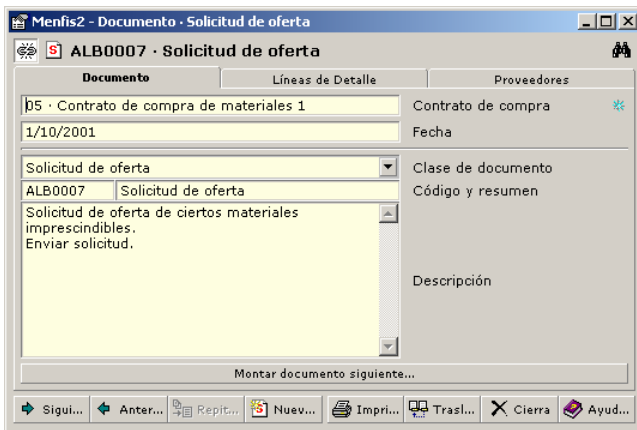 Menfis2 - Documento · Solicitud de oferta
S ALB0007 · Solicitud de oferta
Documento
Líneas de Detalle
Proveedores
05 · Contrato de compra de materiales 1
Contrato de compra
1/10/2001
Fecha
Solicitud de oferta
Clase de documento
ALB0007
Solicitud de oferta
Código y resumen
Solicitud de oferta de ciertos materiales
imprescindibles.
Enviar solicitud.
Descripción
Montar documento siguiente...
Sigui... Anter... Repit... Nuev... Impri... Trasl... Cierra Ayud...